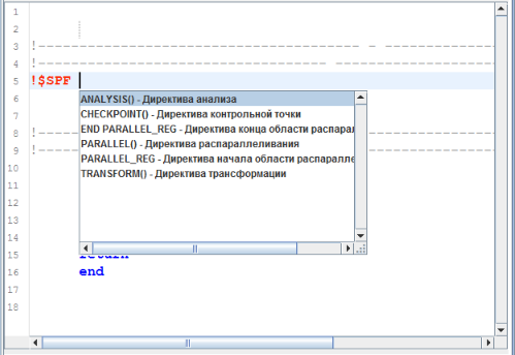 1
2
3 !
4 !
5 !$SPF
6 ANALYSIS() - Директива анализа
7 CHECKPOINT() - Директива контрольной точки
8 ! END PARALLEL_REG - Директива конца области
9 ! PARALLEL() - Директива распараллеливания
10 PARALLEL_REG - Директива начала области
11 TRANSFORM() - Директива трансформации
12
13
14
15 return
16 end
17
18